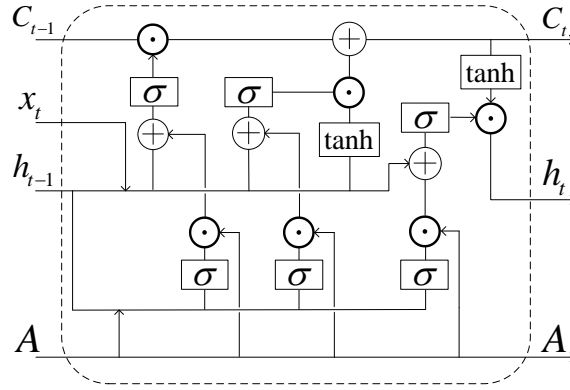 C_{t-1} C_t,
tanh
x_t σ σ σ
tanh
h_{t-1} h_t
σ σ σ
A A